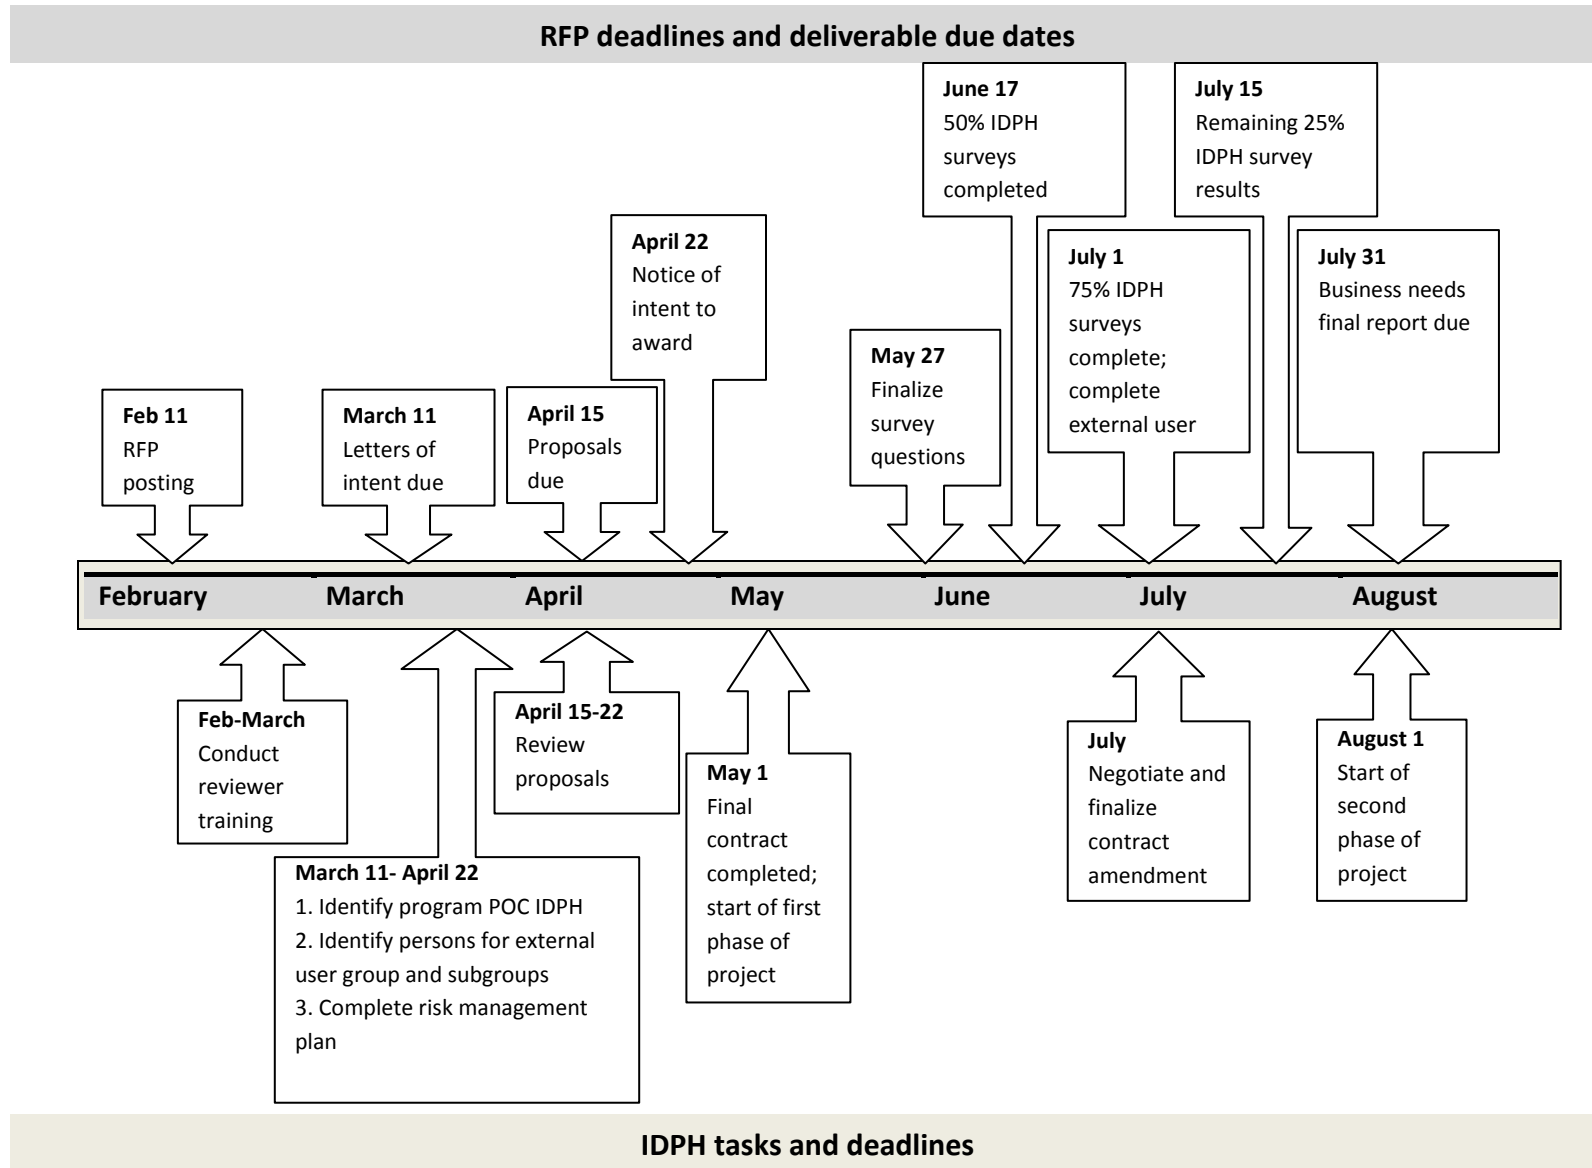 RFP deadlines and deliverable due dates
June 17
50% IDPH
surveys
completed
July 15
Remaining 25%
IDPH survey
results
April 22
Notice of
intent to
award
July 1
75% IDPH
surveys
complete;
complete
external user
July 31
Business needs
final report due
May 27
Finalize
survey
questions
Feb 11
RFP
posting
March 11
Letters of
intent due
April 15
Proposals
due
February March April May June July August
Feb-March
Conduct
reviewer
training
April 15-22
Review
proposals
May 1
Final
contract
completed;
start of first
phase of
project
July
Negotiate and
finalize
contract
amendment
August 1
Start of
second
phase of
project
March 11- April 22
1. Identify program POC IDPH
2. Identify persons for external
user group and subgroups
3. Complete risk management
plan
IDPH tasks and deadlines